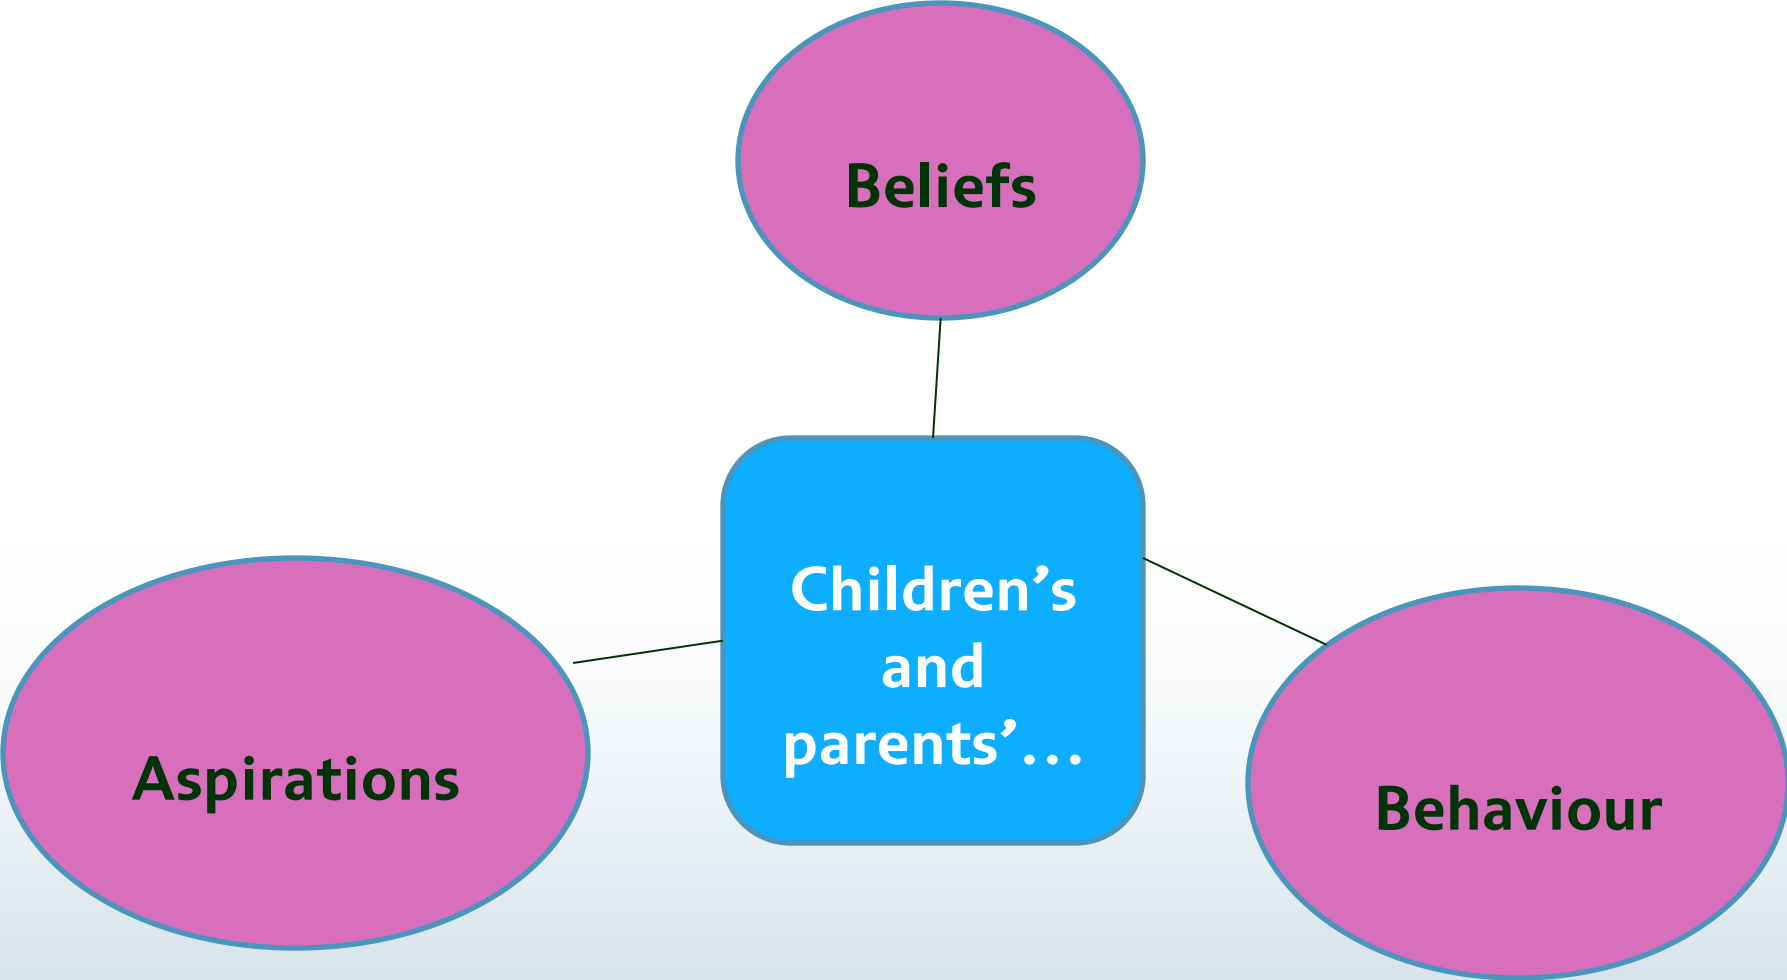 Beliefs
Children’s
and
parents’…
Aspirations
Behaviour